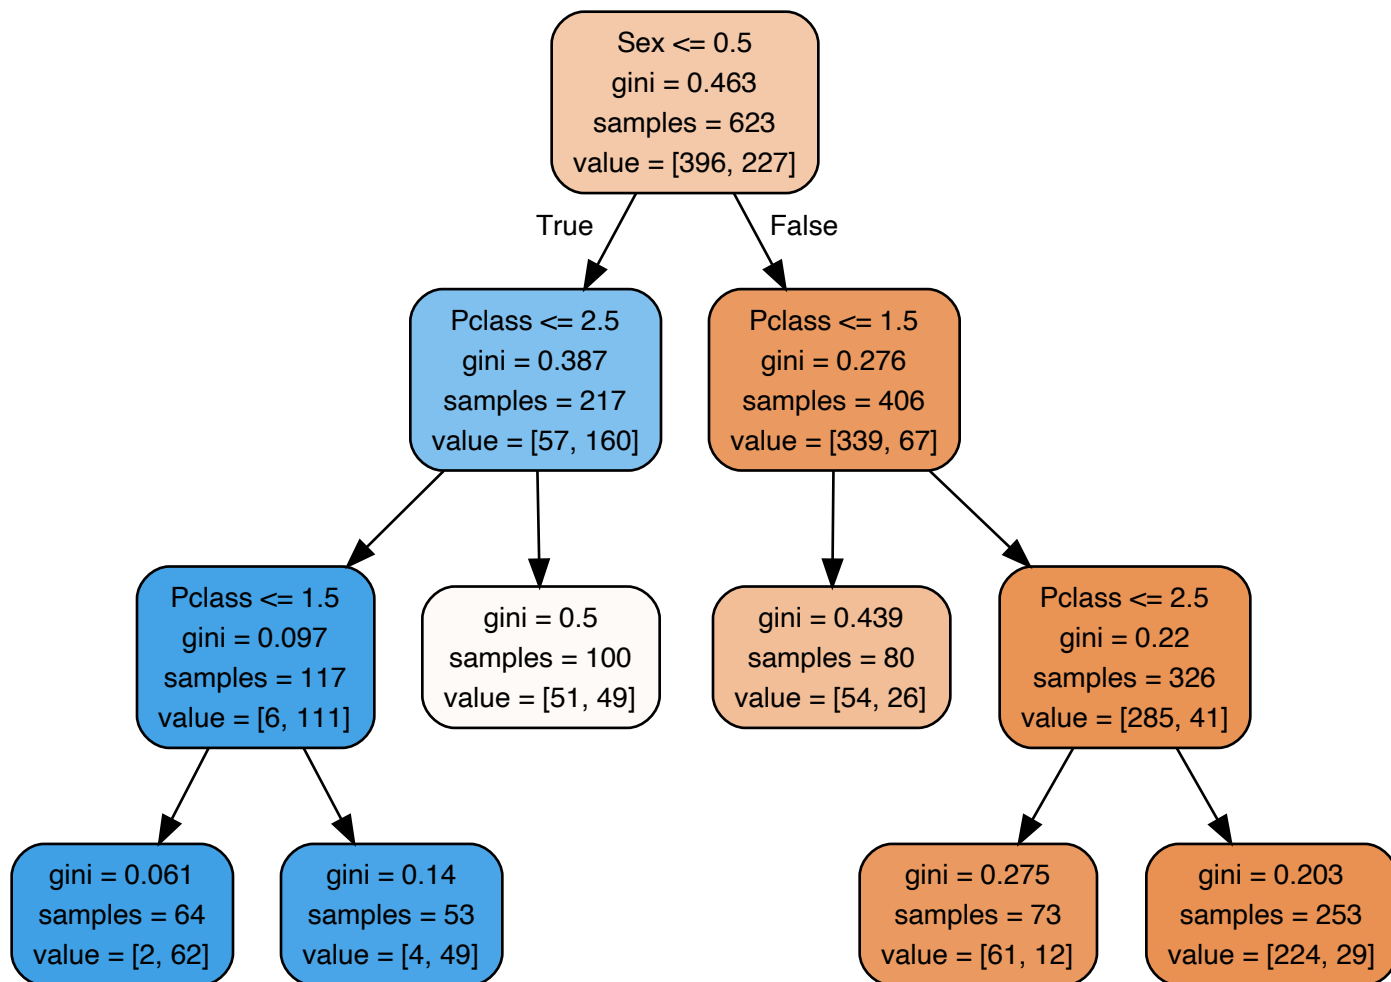 Sex <= 0.5
gini = 0.463
samples = 623
value = [396, 227]
True
False
Pclass <= 2.5
gini = 0.387
samples = 217
value = [57, 160]
Pclass <= 1.5
gini = 0.276
samples = 406
value = [339, 67]
Pclass <= 1.5
gini = 0.097
samples = 117
value = [6, 111]
gini = 0.5
samples = 100
value = [51, 49]
gini = 0.439
samples = 80
value = [54, 26]
Pclass <= 2.5
gini = 0.22
samples = 326
value = [285, 41]
gini = 0.061
samples = 64
value = [2, 62]
gini = 0.14
samples = 53
value = [4, 49]
gini = 0.275
samples = 73
value = [61, 12]
gini = 0.203
samples = 253
value = [224, 29]